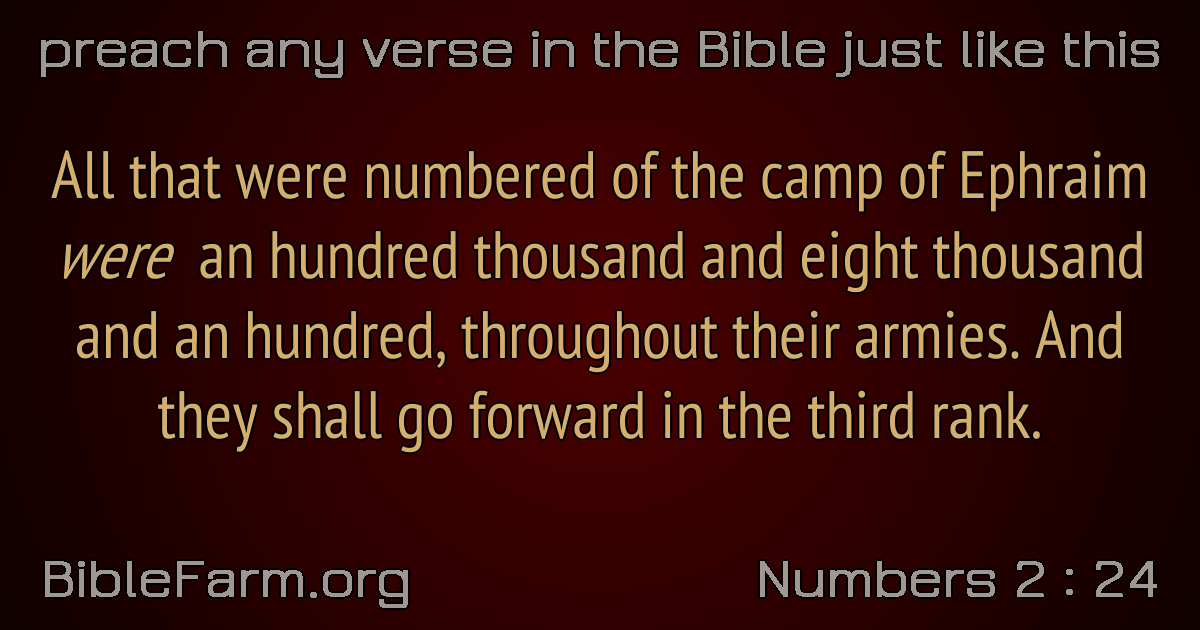 preach any verse in the Bible just like this
All that were numbered of the camp of Ephraim
were an hundred thousand and eight thousand
and an hundred, throughout their armies. And
they shall go forward in the third rank.
BibleFarm.org
Numbers 2 : 24